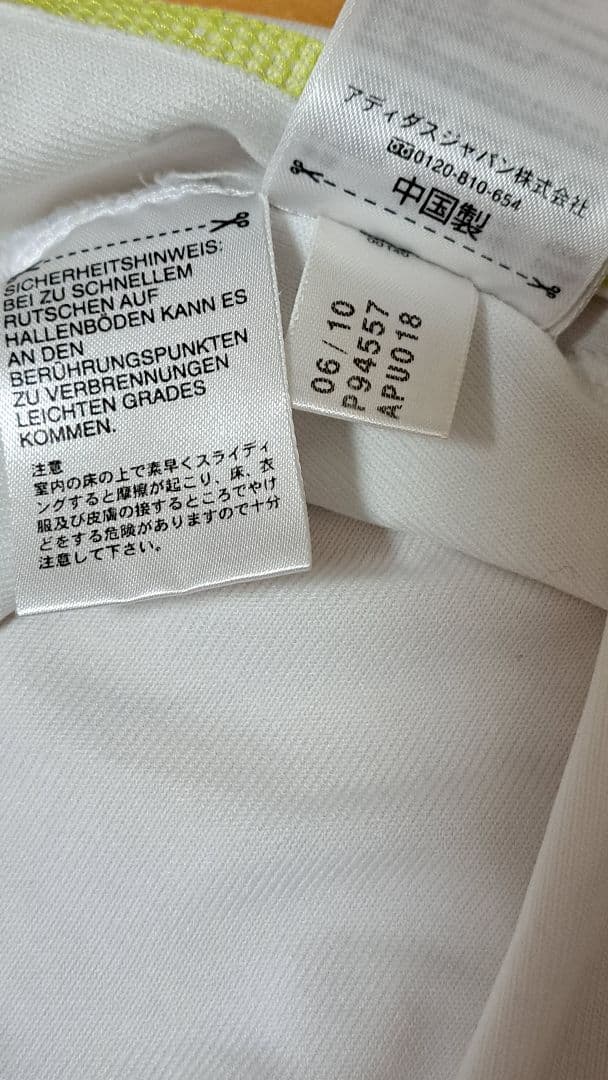 アディダスジャパン株式会社
0120-810-654
中国製
06/10
P94557
APU018
SICHERHEITSHINWEIS:
BEI ZU SCHNELLEM
RUTSCHEN AUF
HALLENBÖDEN KANN ES
AN DEN
BERÜHRUNGSPUNKTEN
ZU VERBRENNUNGEN
LEICHTEN GRADES
KOMMEN.
注意
室内の床の上で素早くスライディ
ングすると摩擦が起こり、床、衣
服及び皮膚の接するところでやけ
どをする危険がありますので十分
注意して下さい。